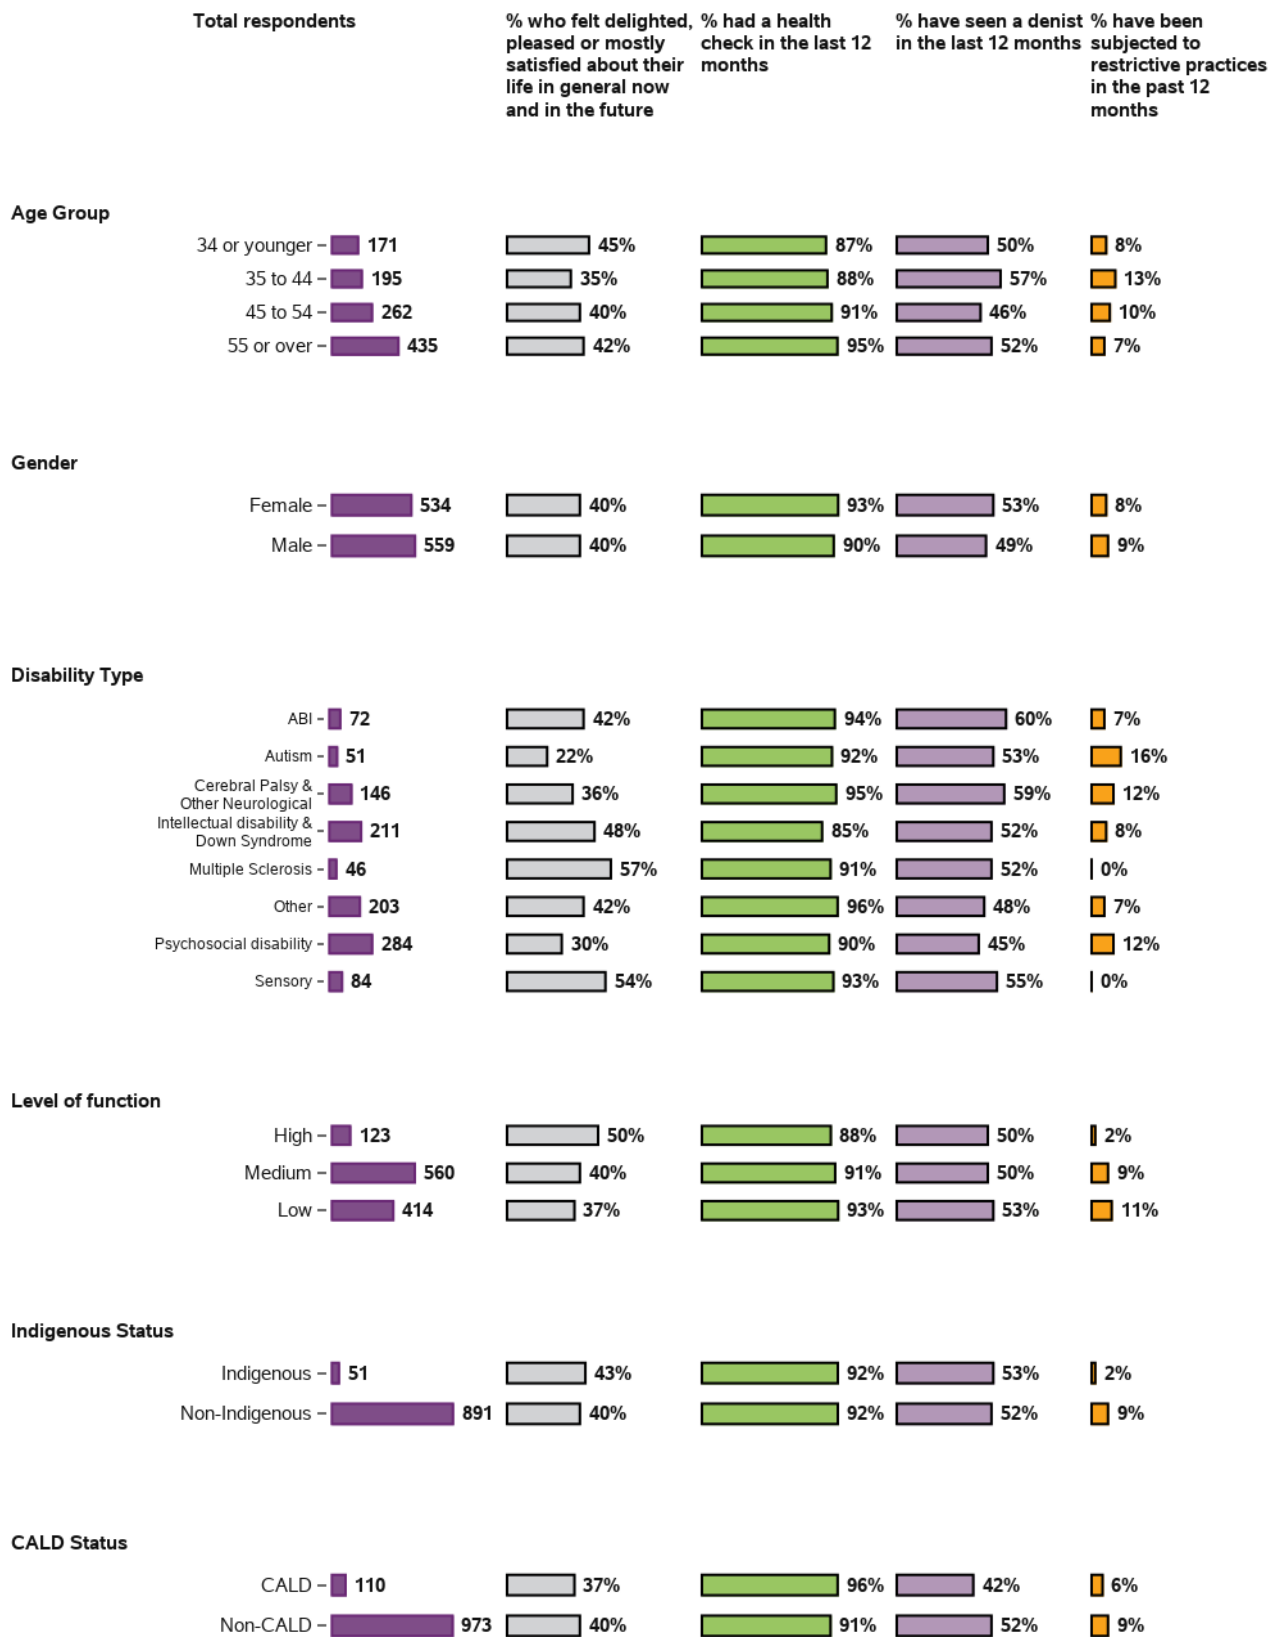 Total respondents
% who felt delighted,
pleased or mostly
satisfied about their
life in general now
and in the future
% had a health
check in the last 12
months
% have seen a denist
in the last 12 months
% have been
subjected to
restrictive practices
in the past 12
months
Age Group
34 or younger 171 45% 87% 50% 8%
35 to 44 195 35% 88% 57% 13%
45 to 54 262 40% 91% 46% 10%
55 or over 435 42% 95% 52% 7%
Gender
Female 534 40% 93% 53% 8%
Male 559 40% 90% 49% 9%
Disability Type
ABI 72 42% 94% 60% 7%
Autism 51 22% 92% 53% 16%
Cerebral Palsy &
Other Neurological 146 36% 95% 59% 12%
Intellectual disability &
Down Syndrome 211 48% 85% 52% 8%
Multiple Sclerosis 46 57% 91% 52% 0%
Other 203 42% 96% 48% 7%
Psychosocial disability 284 30% 90% 45% 12%
Sensory 84 54% 93% 55% 0%
Level of function
High 123 50% 88% 50% 2%
Medium 560 40% 91% 50% 9%
Low 414 37% 93% 53% 11%
Indigenous Status
Indigenous 51 43% 92% 53% 2%
Non-Indigenous 891 40% 92% 52% 9%
CALD Status
CALD 110 37% 96% 42% 6%
Non-CALD 973 40% 91% 52% 9%